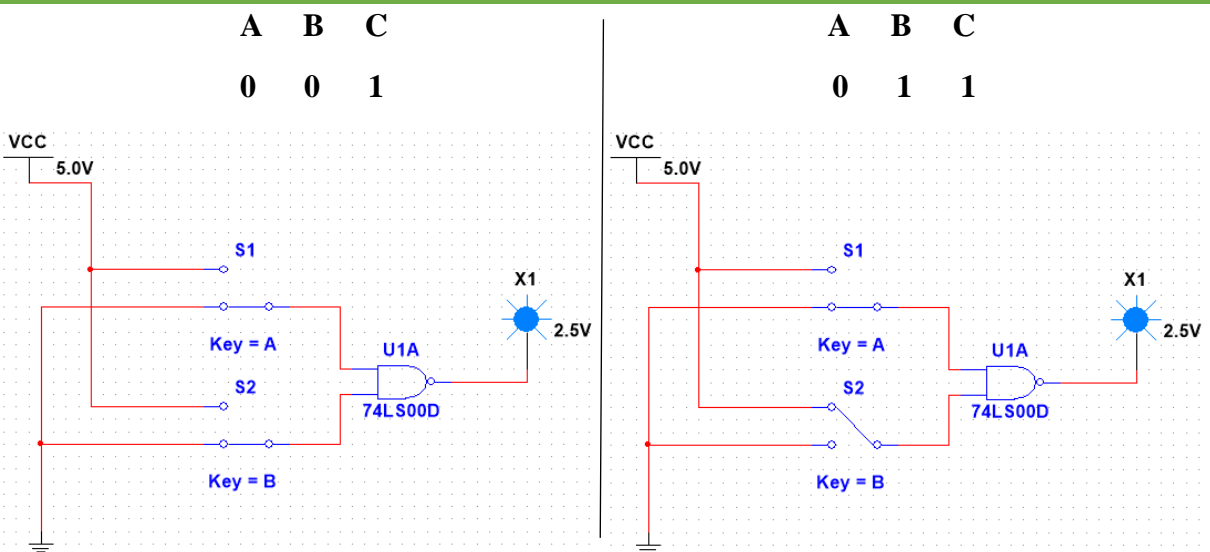 A B C
0 0 1
VCC
5.0V
S1
X1
2.5V
Key = A
U1A
S2
74LS00D
Key = B
A B C
0 1 1
VCC
5.0V
S1
X1
2.5V
Key = A
U1A
S2
74LS00D
Key = B